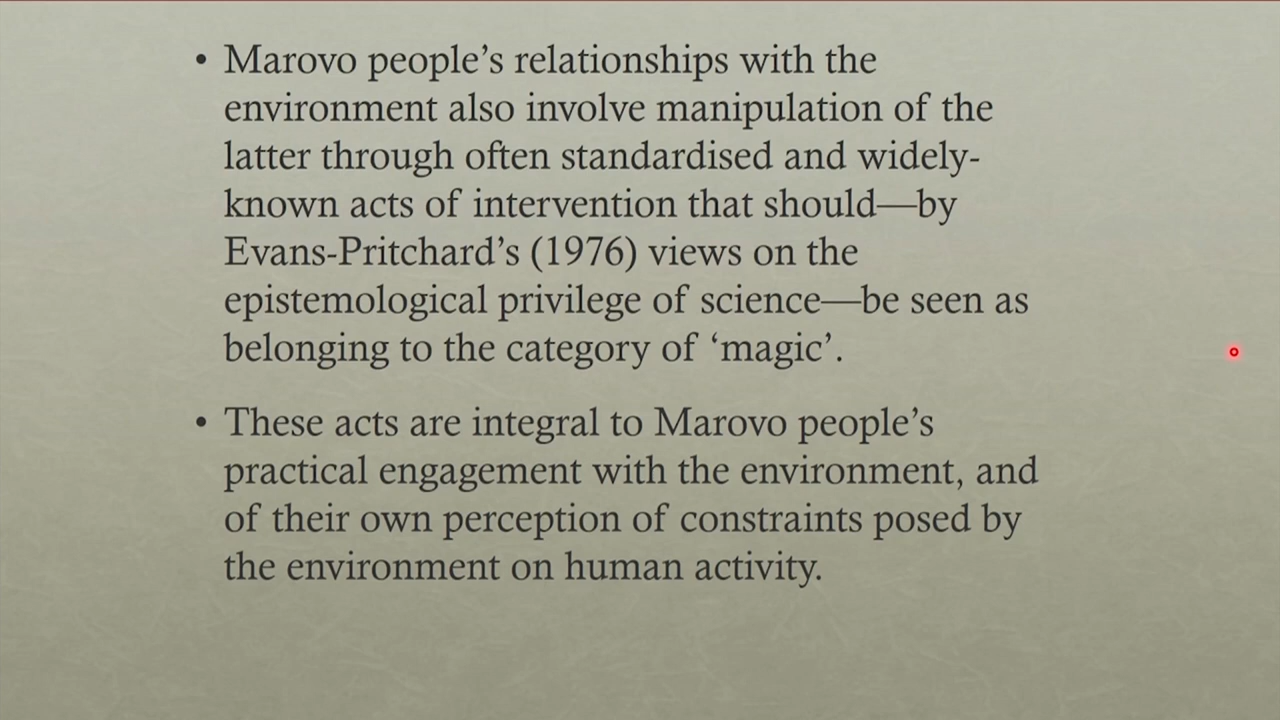 • Marovo people’s relationships with the
environment also involve manipulation of the
latter through often standardised and widely-
known acts of intervention that should—by
Evans-Pritchard’s (1976) views on the
epistemological privilege of science—be seen as
belonging to the category of ‘magic’.
• These acts are integral to Marovo people’s
practical engagement with the environment, and
of their own perception of constraints posed by
the environment on human activity.